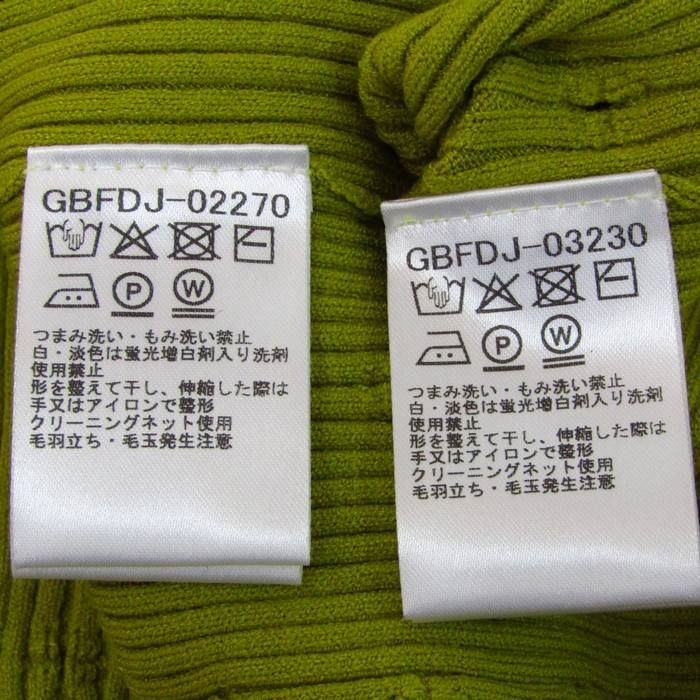 GBFDJ-02270
P W
つまみ洗い・もみ洗い禁止
白・淡色は蛍光増白剤入り洗剤
使用禁止
形を整えて干し、伸縮した際は
手又はアイロンで整形
クリーニングネット使用
毛羽立ち・毛玉発生注意
GBFDJ-03230
P W
つまみ洗い・もみ洗い禁止
白・淡色は蛍光増白剤入り洗剤
使用禁止
形を整えて干し、伸縮した際は
手又はアイロンで整形
クリーニングネット使用
毛羽立ち・毛玉発生注意